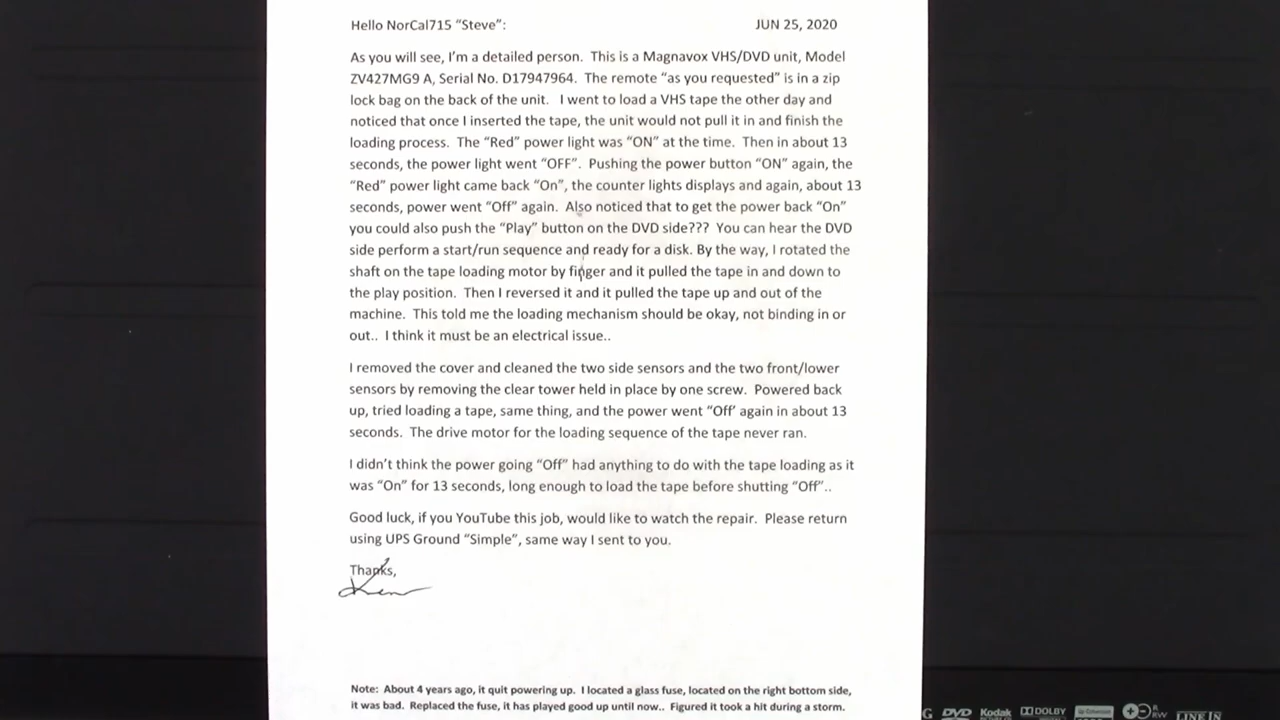 Hello NorCal715 “Steve”: JUN 25, 2020
As you will see, I’m a detailed person. This is a Magnavox VHS/DVD unit, Model
ZV427MG9 A, Serial No. D17947964. The remote “as you requested” is in a zip
lock bag on the back of the unit. I went to load a VHS tape the other day and
noticed that once I inserted the tape, the unit would not pull it in and finish the
loading process. The “Red” power light was “ON” at the time. Then in about 13
seconds, the power light went “OFF”. Pushing the power button “ON” again, the
“Red” power light came back “On”, the counter lights displays and again, about 13
seconds, power went “Off” again. Also noticed that to get the power back “On”
you could also push the “Play” button on the DVD side??? You can hear the DVD
side perform a start/run sequence and ready for a disk. By the way, I rotated the
shaft on the tape loading motor by finger and it pulled the tape in and down to
the play position. Then I reversed it and it pulled the tape up and out of the
machine. This told me the loading mechanism should be okay, not binding in or
out.. I think it must be an electrical issue..
I removed the cover and cleaned the two side sensors and the two front/lower
sensors by removing the clear tower held in place by one screw. Powered back
up, tried loading a tape, same thing, and the power went “Off’ again in about 13
seconds. The drive motor for the loading sequence of the tape never ran.
I didn’t think the power going “Off” had anything to do with the tape loading as it
was “On” for 13 seconds, long enough to load the tape before shutting “Off”..
Good luck, if you YouTube this job, would like to watch the repair. Please return
using UPS Ground “Simple”, same way I sent to you.
Thanks,
Ken
Note: About 4 years ago, it quit powering up. I located a glass fuse, located on the right bottom side,
it was bad. Replaced the fuse, it has played good up until now.. Figured it took a hit during a storm.
G DVD Kodak DOLBY RW LINK IN